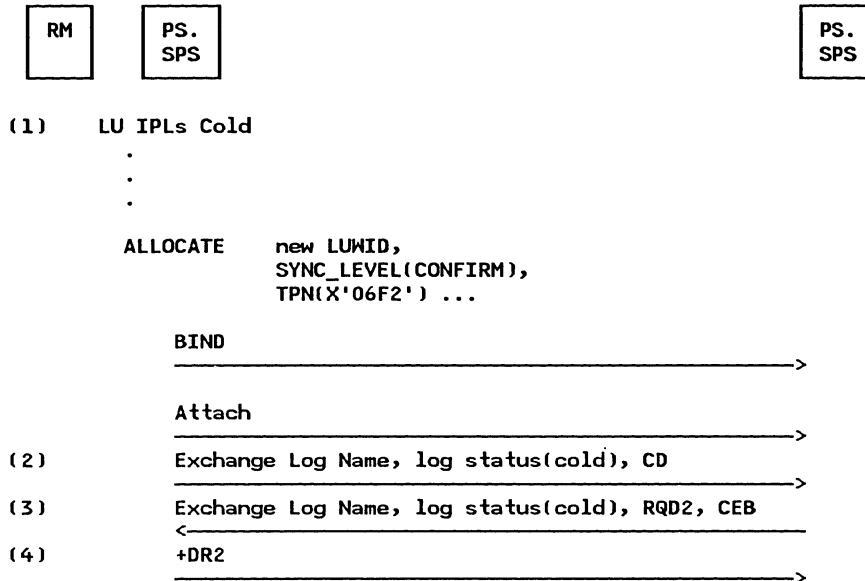 RM PS. PS.
SPS SPS
(1) LU IPLs Cold
.
.
.
ALLOCATE new LUWID,
SYNC_LEVEL(CONFIRM),
TPN(X'06F2') ...
BIND
Attach
(2) Exchange Log Name, log status(cold), CD
(3) Exchange Log Name, log status(cold), RQD2, CEB
(4) +DR2